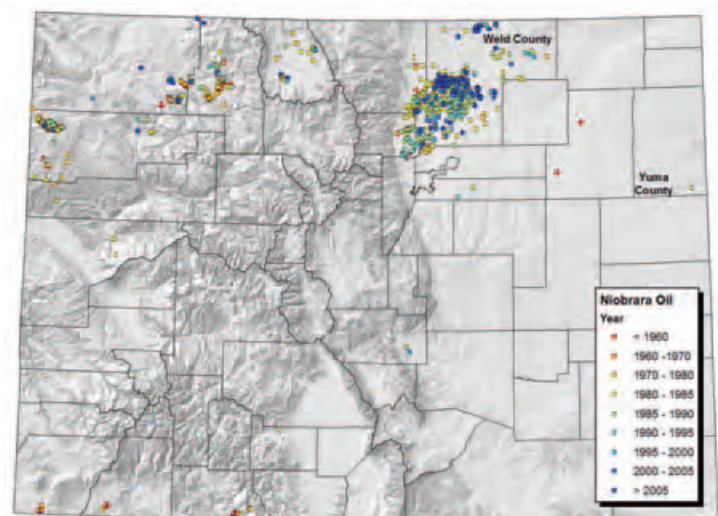 Weld County
Yuma
County
Niobrara Oil
Year
< 1960
1960 -1970
1970 - 1980
1980 - 1985
1985 - 1990
1990 - 1995
1995 - 2000
2000 - 2005
> 2005